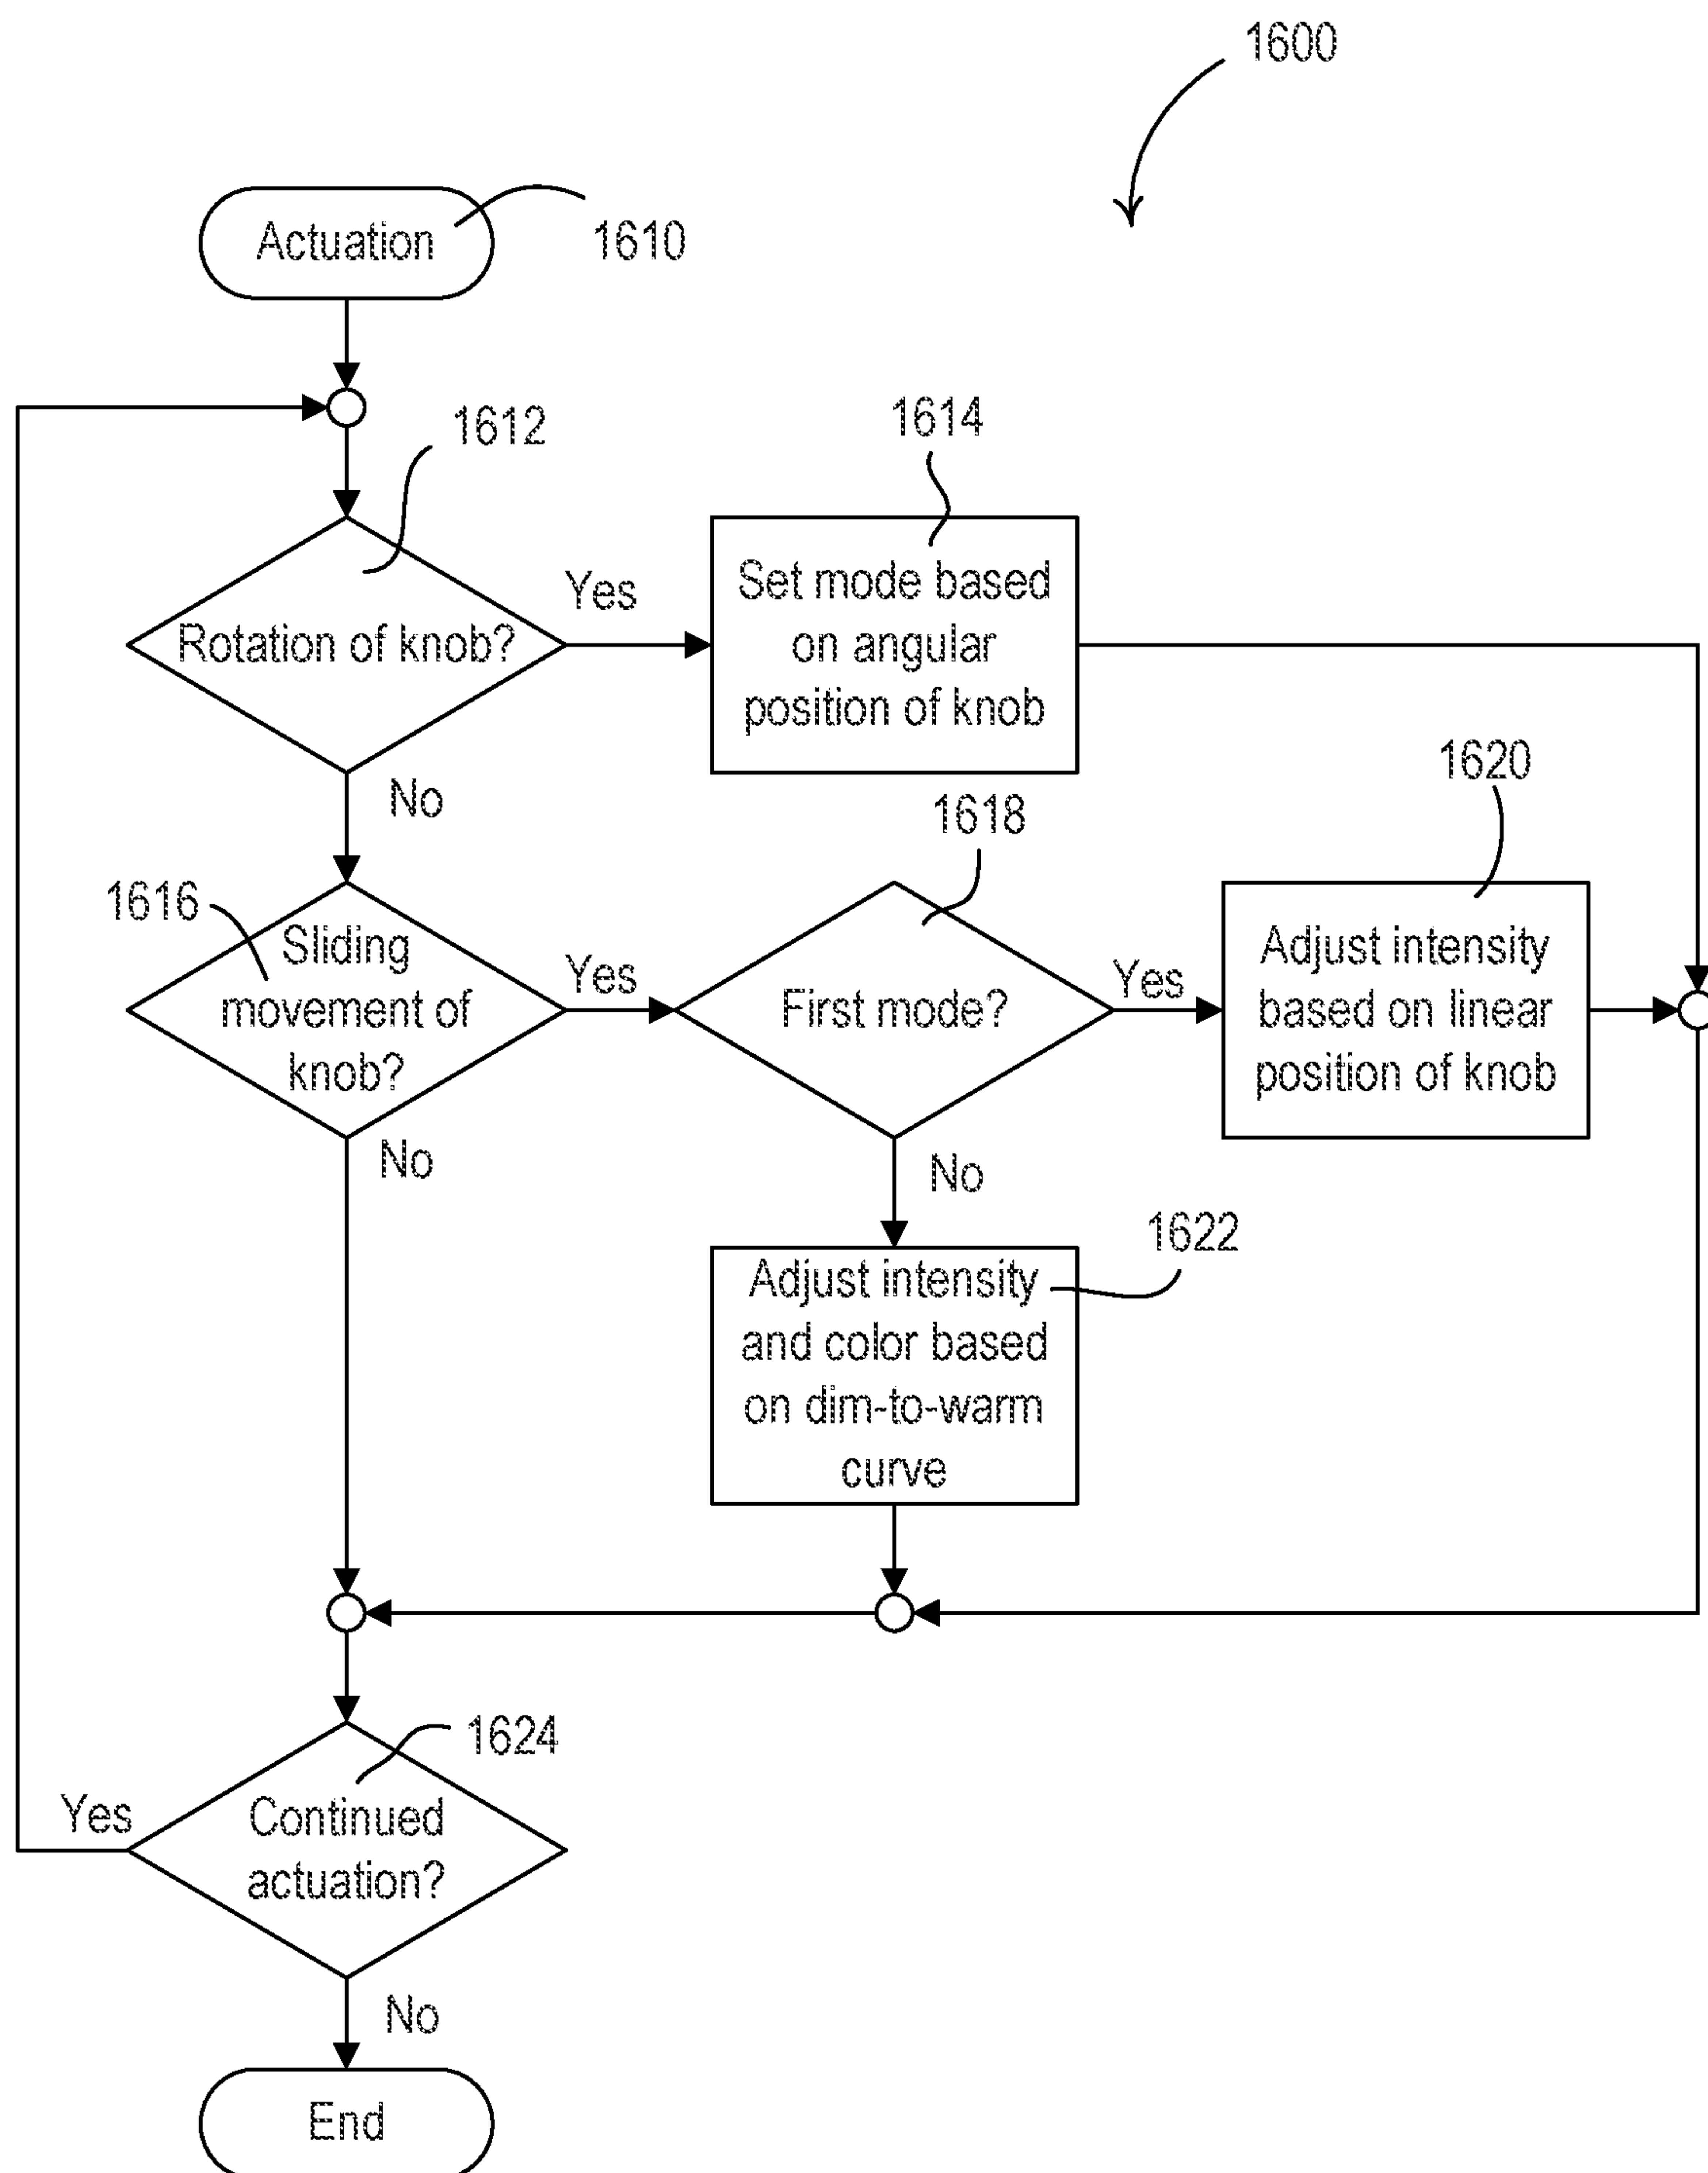 1600
Actuation
1610
1612
1614
Rotation of knob?
Yes
Set mode based
on angular
position of knob
No
1616
Sliding
movement of
knob?
Yes
1618
First mode?
Yes
1620
Adjust intensity
based on linear
position of knob
No
No
1622
Adjust intensity
and color based
on dim-to-warm
curve
1624
Continued
actuation?
Yes
No
End